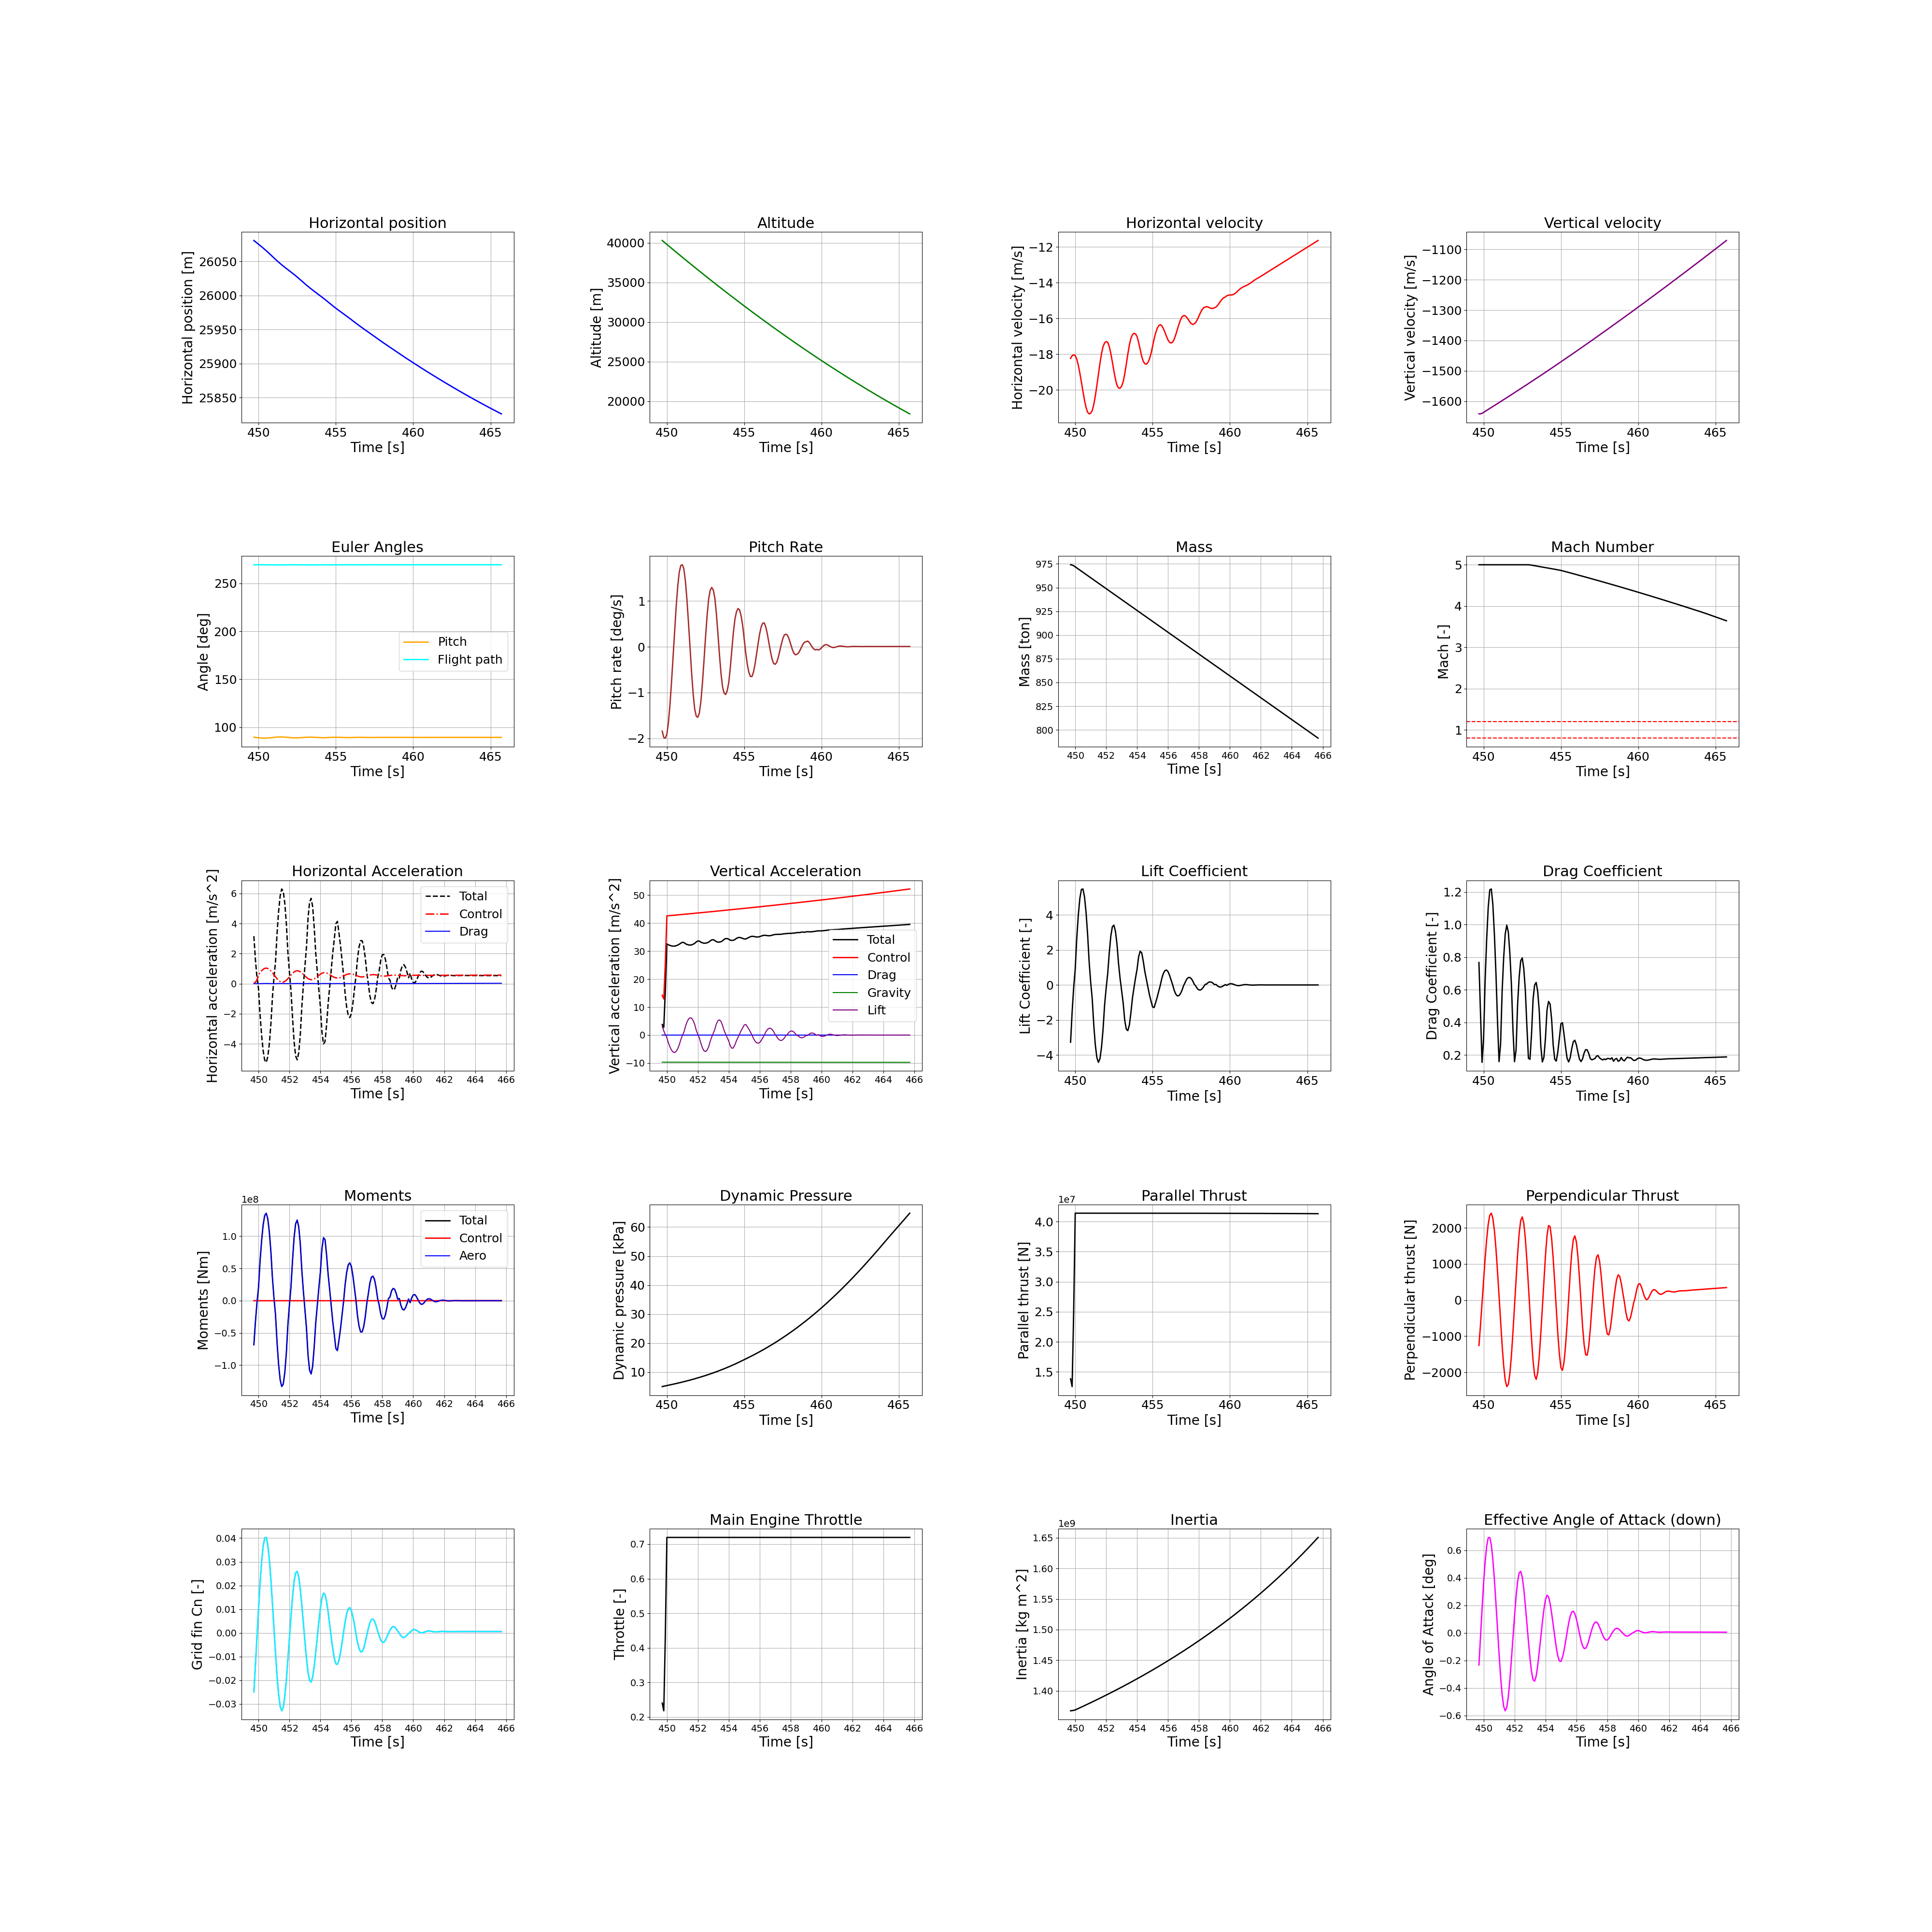 Horizontal position
Horizontal position [m]
26050
26000
25950
25900
25850
450 455 460 465
Time [s]
Altitude
Altitude [m]
40000
35000
30000
25000
20000
450 455 460 465
Time [s]
Horizontal velocity
Horizontal velocity [m/s]
−12
−14
−16
−18
−20
450 455 460 465
Time [s]
Vertical velocity
Vertical velocity [m/s]
−1100
−1200
−1300
−1400
−1500
−1600
450 455 460 465
Time [s]
Euler Angles
Angle [deg]
250
200
150
100
Pitch
Flight path
450 455 460 465
Time [s]
Pitch Rate
Pitch rate [deg/s]
1
0
−1
−2
450 455 460 465
Time [s]
Mass
Mass [ton]
975
950
925
900
875
850
825
800
450 452 454 456 458 460 462 464 466
Time [s]
Mach Number
Mach [-]
5
4
3
2
1
450 455 460 465
Time [s]
Horizontal Acceleration
Horizontal acceleration [m/s^2]
6
4
2
0
−2
−4
Total
Control
Drag
450 452 454 456 458 460 462 464 466
Time [s]
Vertical Acceleration
Vertical acceleration [m/s^2]
50
40
30
20
10
0
−10
Total
Control
Drag
Gravity
Lift
450 452 454 456 458 460 462 464 466
Time [s]
Lift Coefficient
Lift Coefficient [-]
4
2
0
−2
−4
450 455 460 465
Time [s]
Drag Coefficient
Drag Coefficient [-]
1.2
1.0
0.8
0.6
0.4
0.2
450 455 460 465
Time [s]
Moments
1e8
Moments [Nm]
1.0
0.5
0.0
−0.5
−1.0
Total
Control
Aero
450 452 454 456 458 460 462 464 466
Time [s]
Dynamic Pressure
Dynamic pressure [kPa]
60
50
40
30
20
10
450 455 460 465
Time [s]
Parallel Thrust
1e7
Parallel thrust [N]
4.0
3.5
3.0
2.5
2.0
1.5
450 455 460 465
Time [s]
Perpendicular Thrust
Perpendicular thrust [N]
2000
1000
0
−1000
−2000
450 455 460 465
Time [s]
Grid fin Cn [-]
0.04
0.03
0.02
0.01
0.00
−0.01
−0.02
−0.03
450 452 454 456 458 460 462 464 466
Time [s]
Main Engine Throttle
Throttle [-]
0.7
0.6
0.5
0.4
0.3
0.2
450 452 454 456 458 460 462 464 466
Time [s]
Inertia
1e9
Inertia [kg m^2]
1.65
1.60
1.55
1.50
1.45
1.40
450 452 454 456 458 460 462 464 466
Time [s]
Effective Angle of Attack (down)
Angle of Attack [deg]
0.6
0.4
0.2
0.0
−0.2
−0.4
−0.6
450 452 454 456 458 460 462 464 466
Time [s]